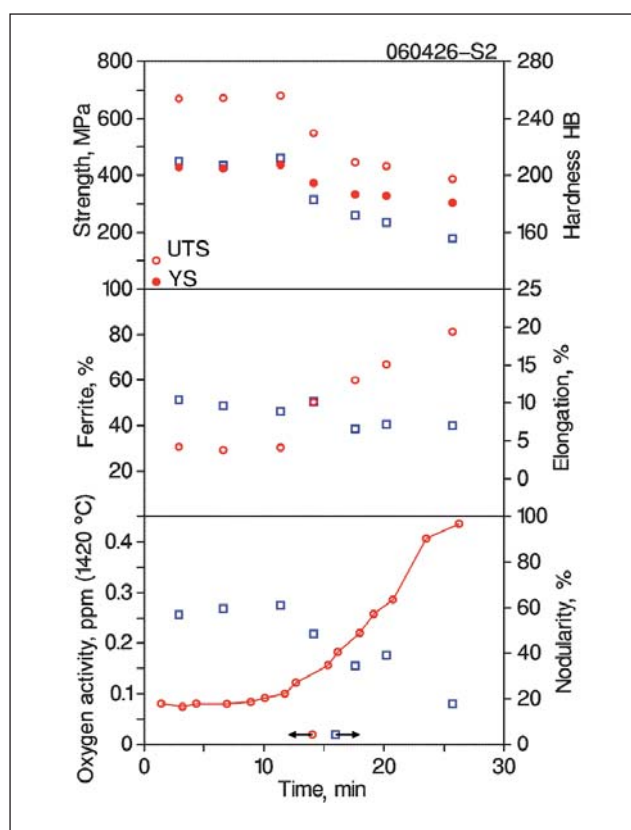 060426–S2
800
600
400
200
Strength, MPa
280
240
200
160
Hardness HB
UTS
YS
100
80
60
40
20
Ferrite, %
25
20
15
10
5
0
Elongation, %
0.4
0.3
0.2
0.1
0
Oxygen activity, ppm (1420 °C)
100
80
60
40
20
0
Nodularity, %
0 10 20 30
Time, min